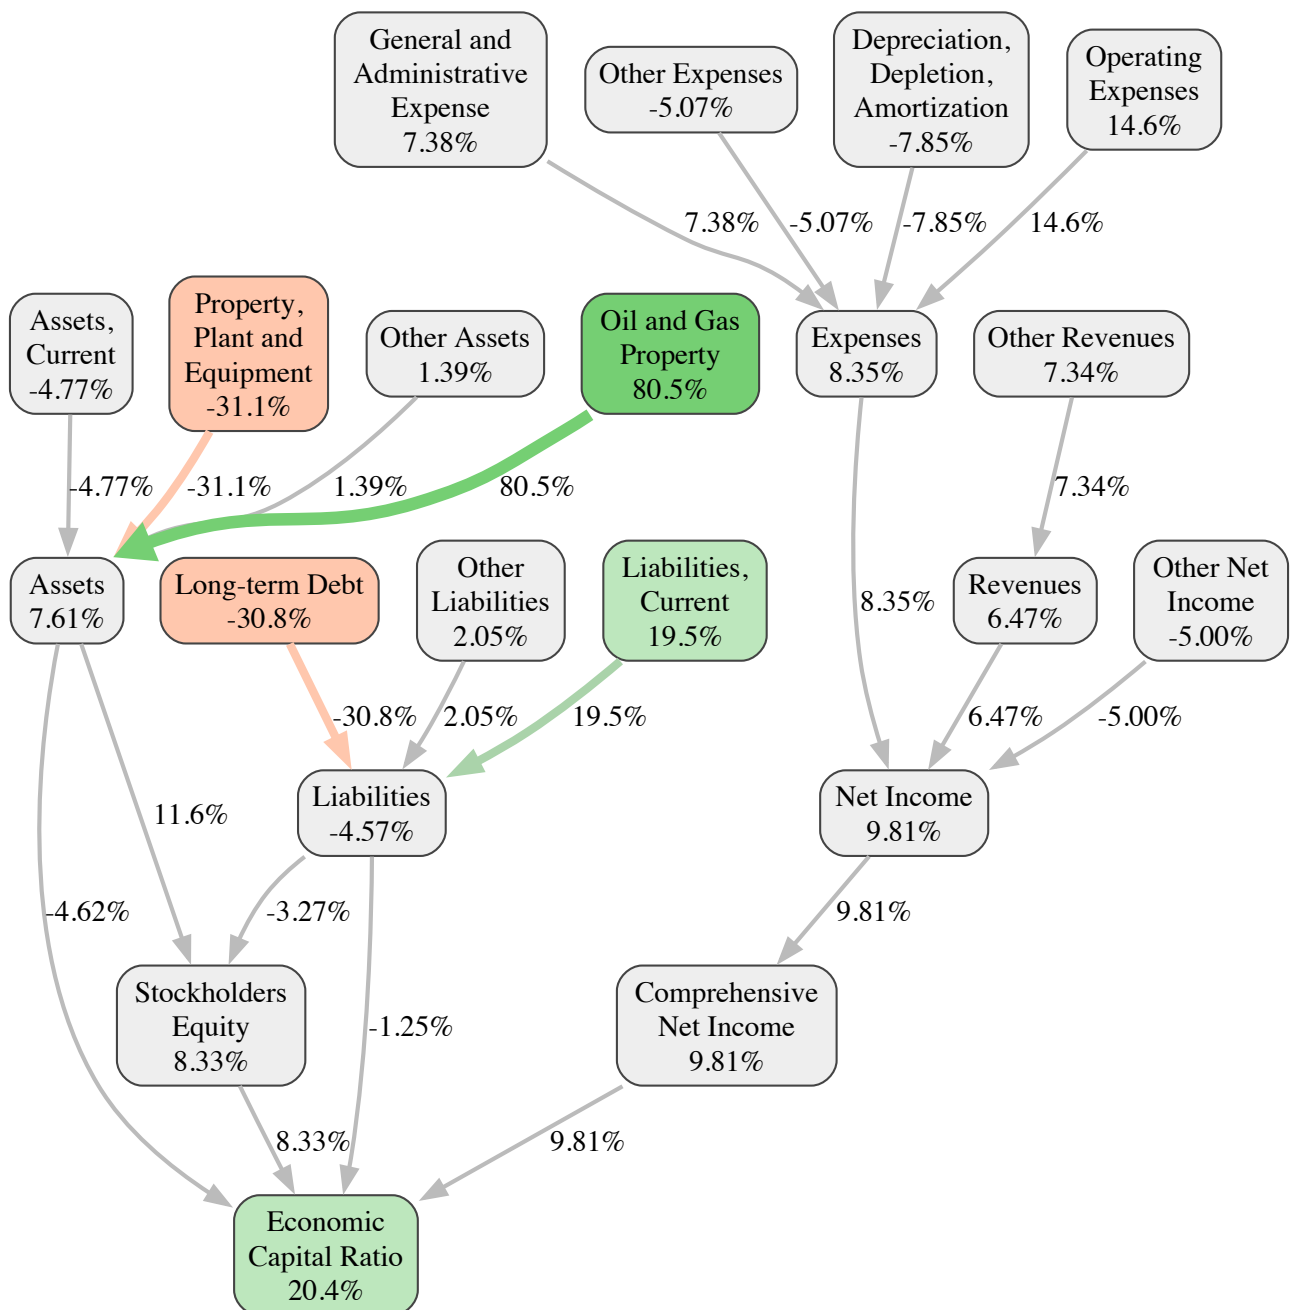 General and
Administrative
Expense
7.38%
Other Expenses
-5.07%
Depreciation,
Depletion,
Amortization
-7.85%
Operating
Expenses
14.6%
7.38%
-5.07%
-7.85%
14.6%
Assets,
Current
-4.77%
Property,
Plant and
Equipment
-31.1%
Other Assets
1.39%
Oil and Gas
Property
80.5%
Expenses
8.35%
Other Revenues
7.34%
-4.77%
-31.1%
1.39%
80.5%
7.34%
Assets
7.61%
Long-term Debt
-30.8%
Other
Liabilities
2.05%
Liabilities,
Current
19.5%
8.35%
Revenues
6.47%
Other Net
Income
-5.00%
-30.8%
2.05%
19.5%
6.47%
-5.00%
11.6%
Liabilities
-4.57%
Net Income
9.81%
-4.62%
-3.27%
9.81%
Stockholders
Equity
8.33%
-1.25%
Comprehensive
Net Income
9.81%
8.33%
9.81%
Economic
Capital Ratio
20.4%